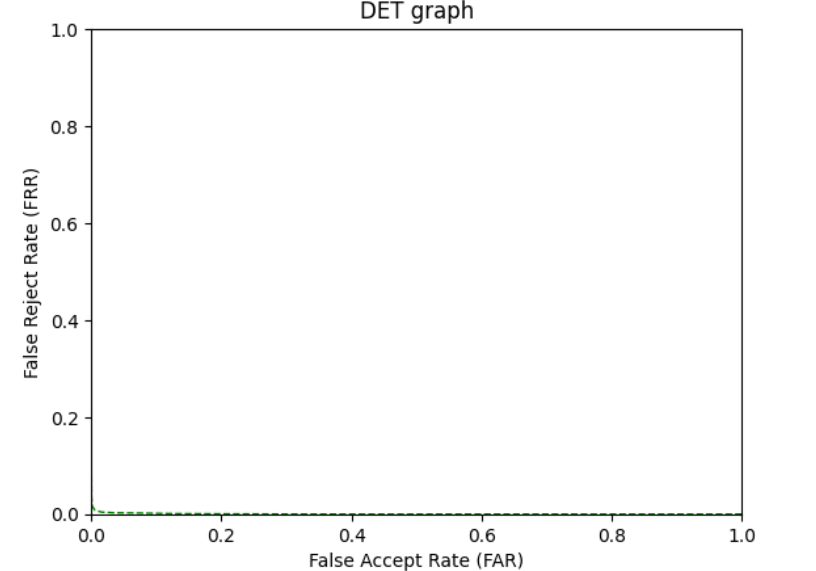 DET graph
1.0
0.8
0.6
0.4
0.2
0.0
False Reject Rate (FRR)
0.0 0.2 0.4 0.6 0.8 1.0
False Accept Rate (FAR)